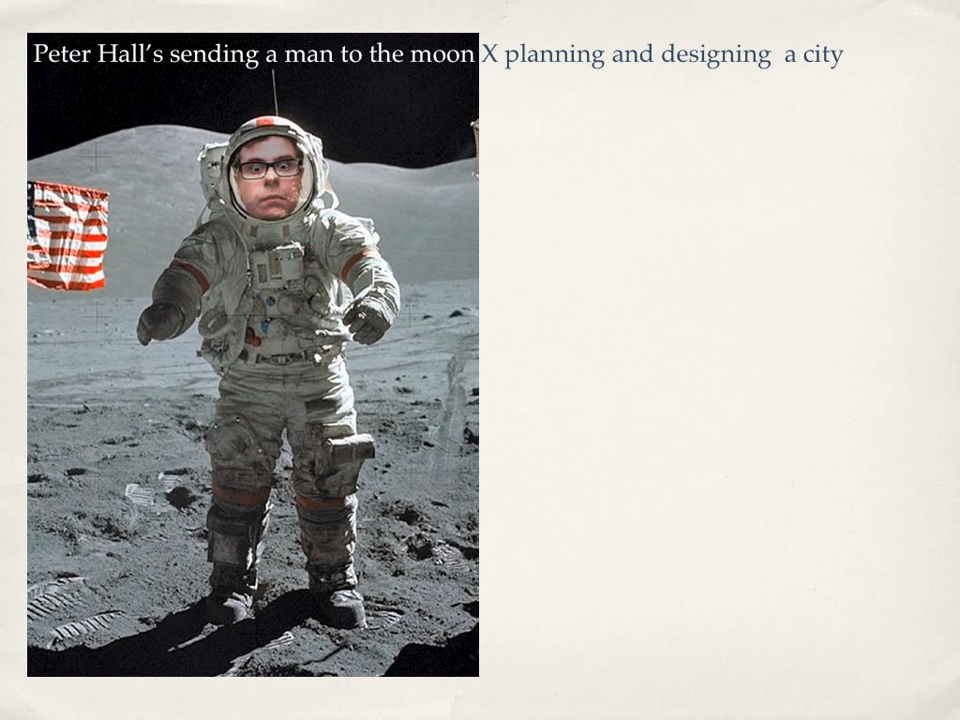 Peter Hall’s sending a man to the moon X planning and designing  a city